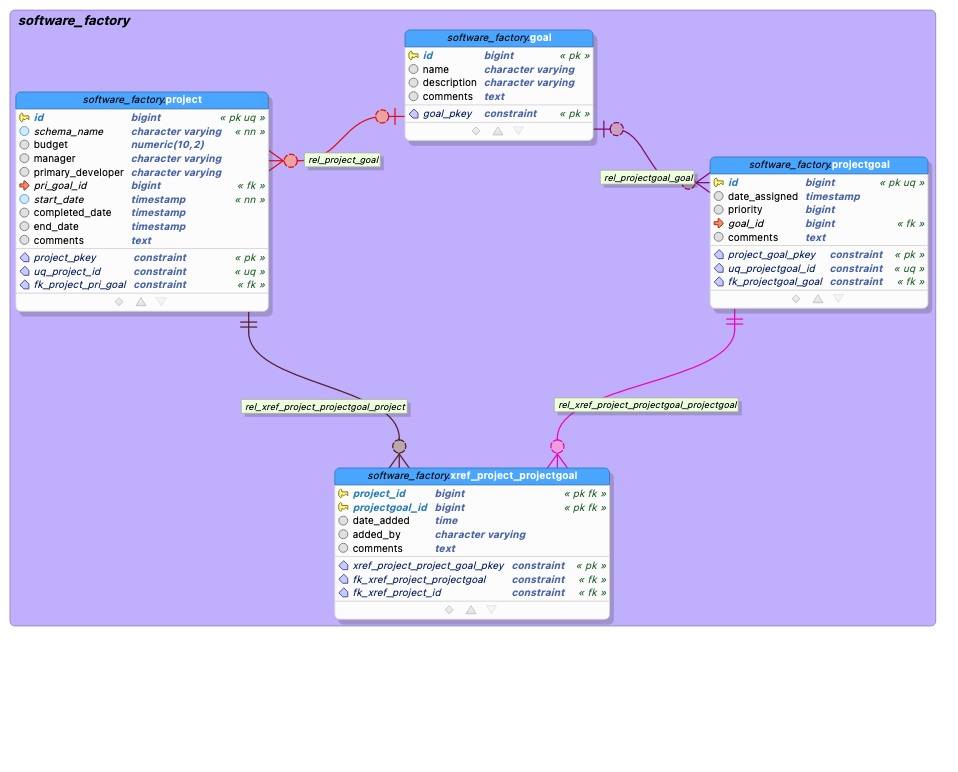 software_factory
software_factory.goal
id bigint « pk »
name character varying
description character varying
comments text
goal_pkey constraint « pk »
software_factory.project
id bigint « pk uq »
schema_name character varying « nn »
budget numeric(10,2)
manager character varying
primary_developer character varying
pri_goal_id bigint « fk »
start_date timestamp « nn »
completed_date timestamp
end_date timestamp
comments text
project_pkey constraint « pk »
uq_project_id constraint « uq »
fk_project_pri_goal constraint « fk »
rel_project_goal
rel_projectgoal_goal
software_factory.projectgoal
id bigint « pk uq »
date_assigned timestamp
priority bigint
goal_id bigint « fk »
comments text
project_goal_pkey constraint « pk »
uq_projectgoal_id constraint « uq »
fk_projectgoal_goal constraint « fk »
rel_xref_project_projectgoal_project
rel_xref_project_projectgoal_projectgoal
software_factory.xref_project_projectgoal
project_id bigint « pk fk »
projectgoal_id bigint « pk fk »
date_added time
added_by character varying
comments text
xref_project_project_goal_pkey constraint « pk »
fk_xref_project_projectgoal constraint « fk »
fk_xref_project_id constraint « fk »